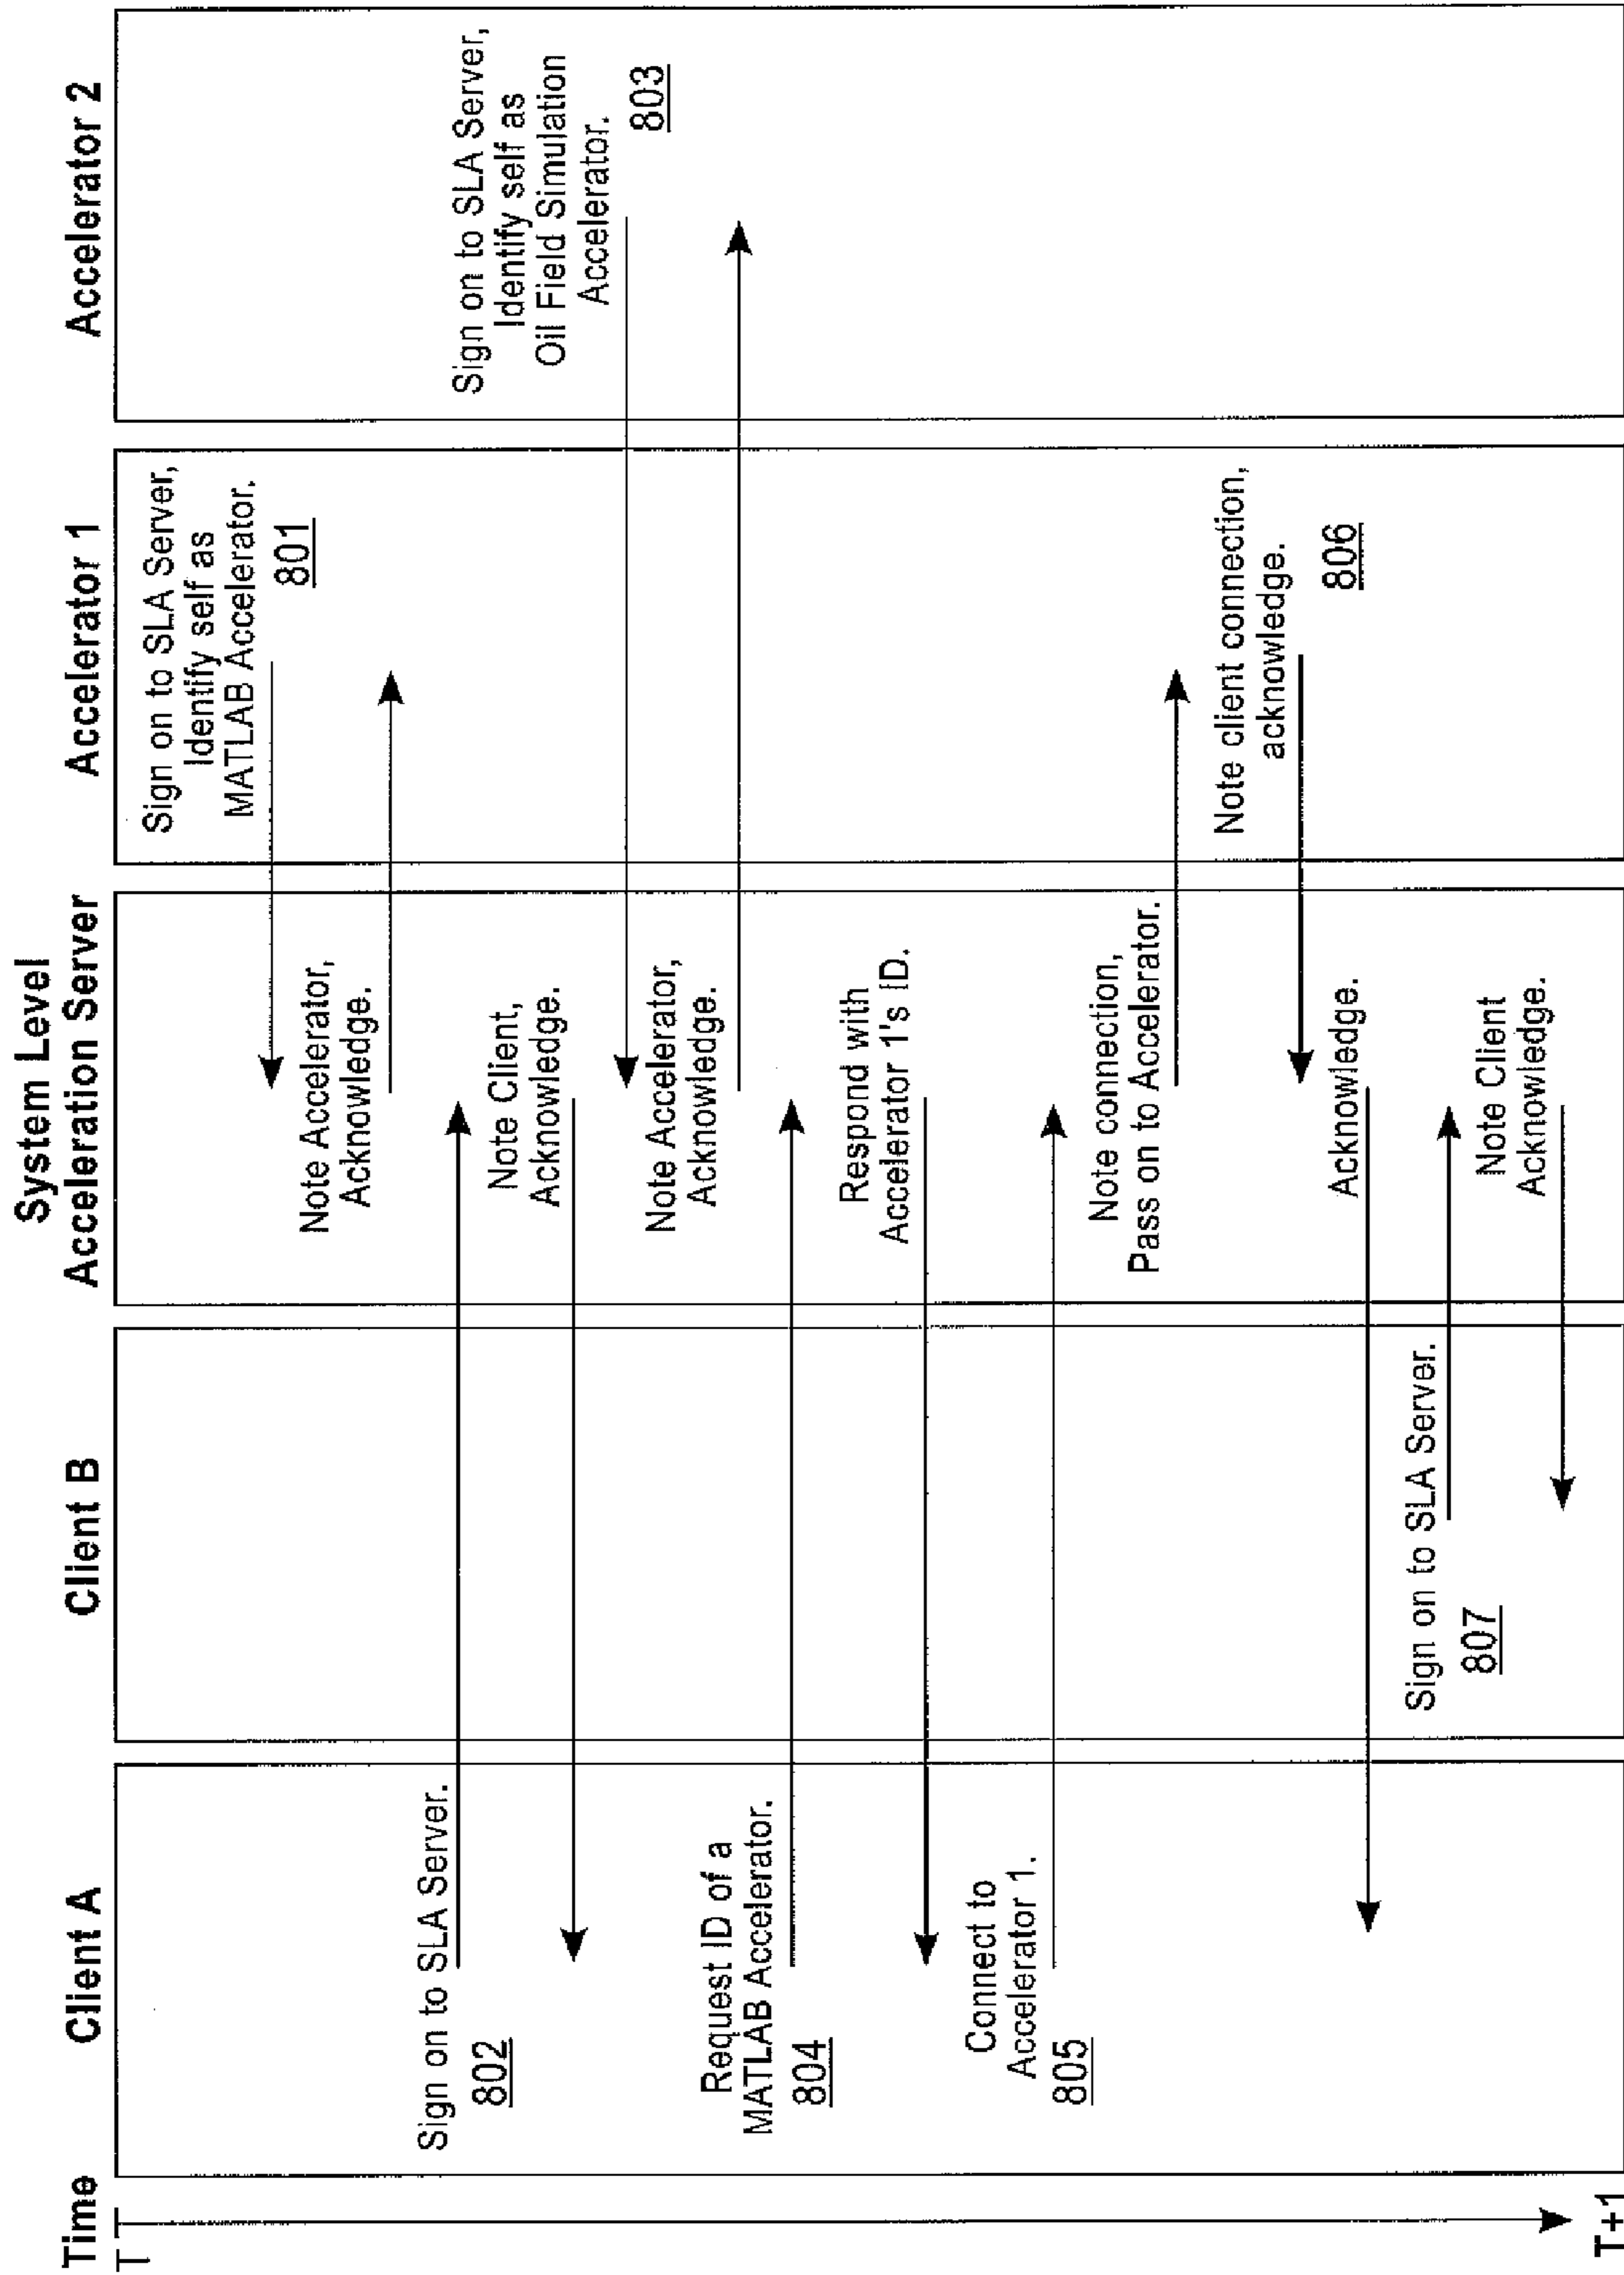 Time
Client A
Client B
System Level
Acceleration Server
Accelerator 1
Accelerator 2
T
Sign on to SLA Server,
Identify self as
MATLAB Accelerator.
801
Note Accelerator,
Acknowledge.
Sign on to SLA Server.
802
Note Client,
Acknowledge.
Sign on to SLA Server,
Identify self as
Oil Field Simulation
Accelerator.
803
Note Accelerator,
Acknowledge.
Request ID of a
MATLAB Accelerator.
804
Respond with
Accelerator 1's ID.
Connect to
Accelerator 1.
805
Note connection,
Pass on to Accelerator.
Note client connection,
acknowledge.
806
Acknowledge.
Sign on to SLA Server.
807
Note Client
Acknowledge.
T+1